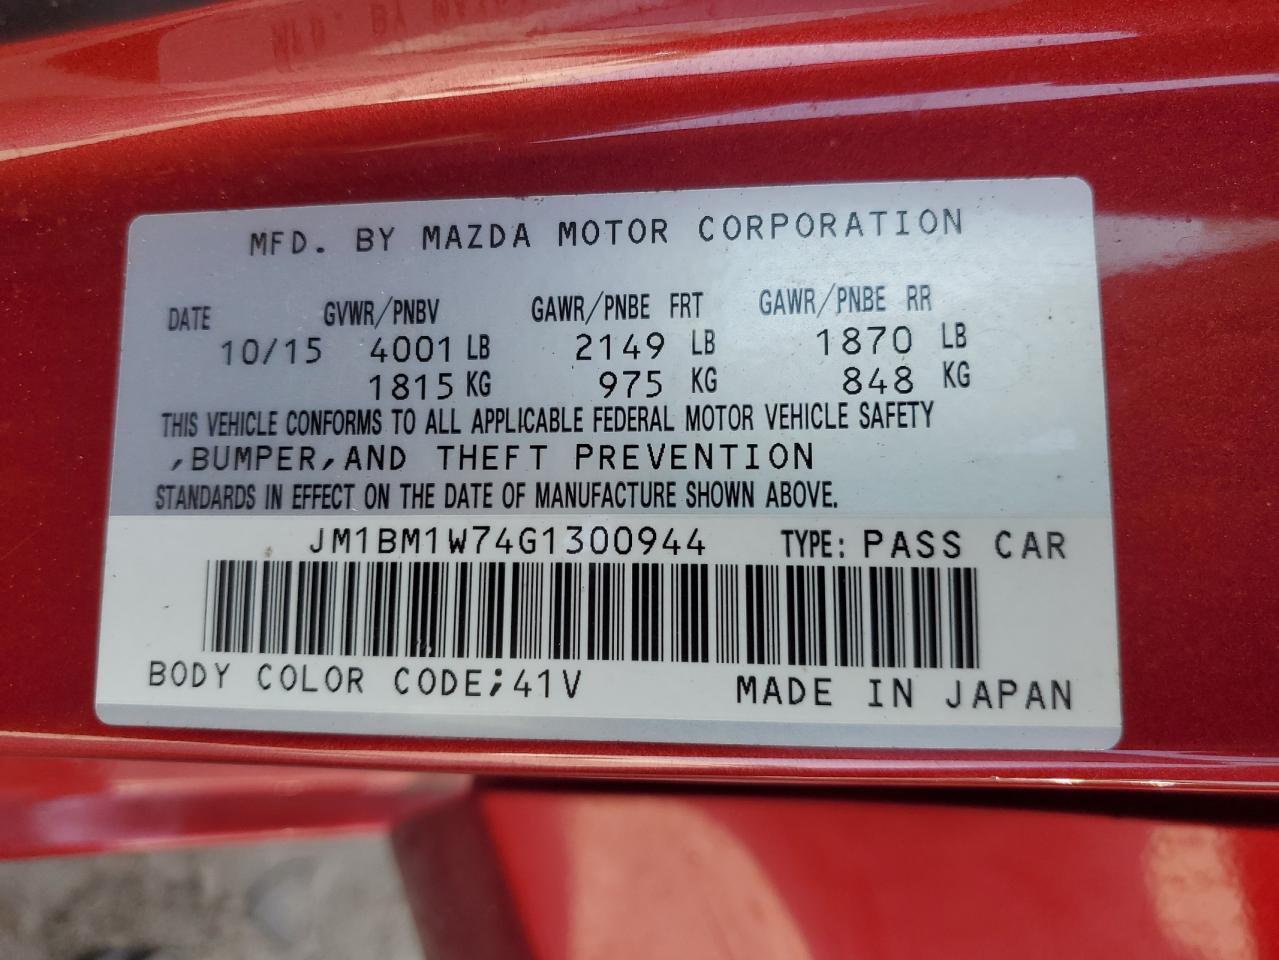 MFD. BY MAZDA MOTOR CORPORATION
DATE GVWR/PNBV GAWR/PNBE FRT GAWR/PNBE RR
10/15 4001 LB 2149 LB 1870 LB
1815 KG 975 KG 848 KG
THIS VEHICLE CONFORMS TO ALL APPLICABLE FEDERAL MOTOR VEHICLE SAFETY
,BUMPER,AND THEFT PREVENTION
STANDARDS IN EFFECT ON THE DATE OF MANUFACTURE SHOWN ABOVE.
JM1BM1W74G1300944 TYPE: PASS CAR
BODY COLOR CODE;41V MADE IN JAPAN